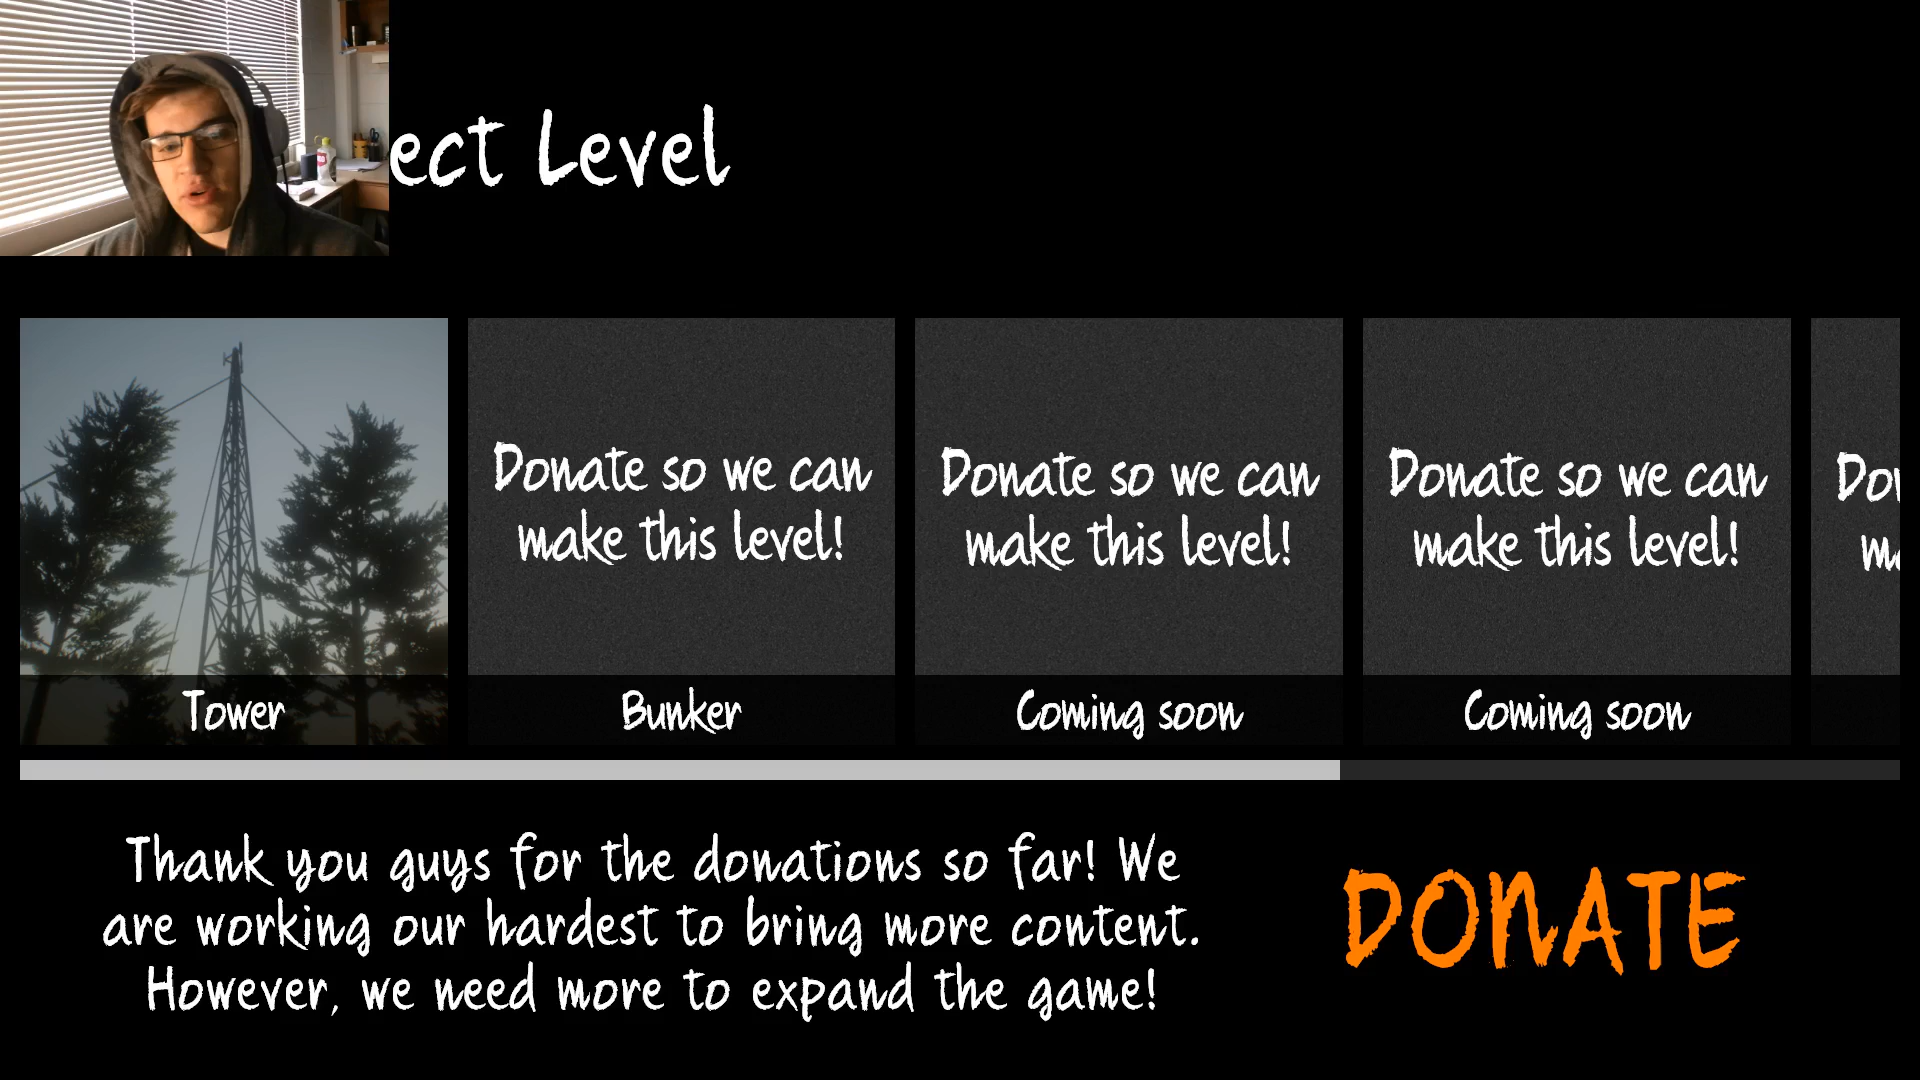 ect Level
Donate so we can
make this level!
Tower
Donate so we can
make this level!
Bunker
Donate so we can
make this level!
Coming soon
Coming soon
Thank you guys for the donations so far! We
are working our hardest to bring more content.
However, we need more to expand the game!
DONATE